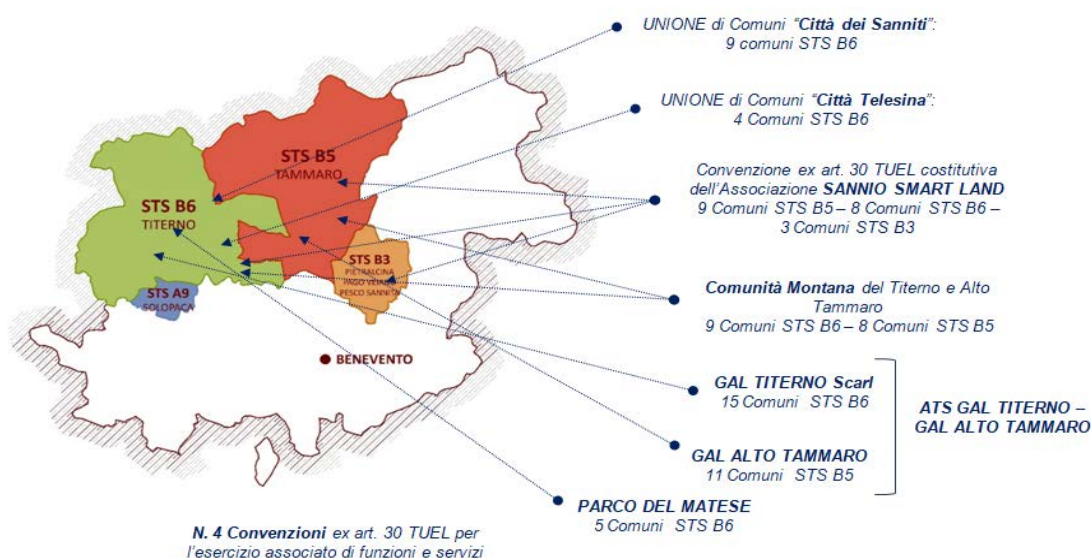 UNIONE di Comuni “Città dei Sanniti”:
9 comuni STS B6
UNIONE di Comuni “Città Telesina”:
4 Comuni STS B6
Convenzione ex art. 30 TUEL costitutiva
dell’Associazione SANNIO SMART LAND
9 Comuni STS B5 – 8 Comuni STS B6 –
3 Comuni STS B3
Comunità Montana del Titerno e Alto
Tammaro
9 Comuni STS B6 – 8 Comuni STS B5
GAL TITERNO Scarl
15 Comuni STS B6
GAL ALTO TAMMARO
11 Comuni STS B5
ATS GAL TITERNO –
GAL ALTO TAMMARO
PARCO DEL MATESE
5 Comuni STS B6
STS B5
TAMMARO
STS B6
TITERNO
STS B3
PIETRALCINA
PAGO VEIANO
PESCO SANNITA
STS A9
SOLOPACA
BENEVENTO
N. 4 Convenzioni ex art. 30 TUEL per
l’esercizio associato di funzioni e servizi